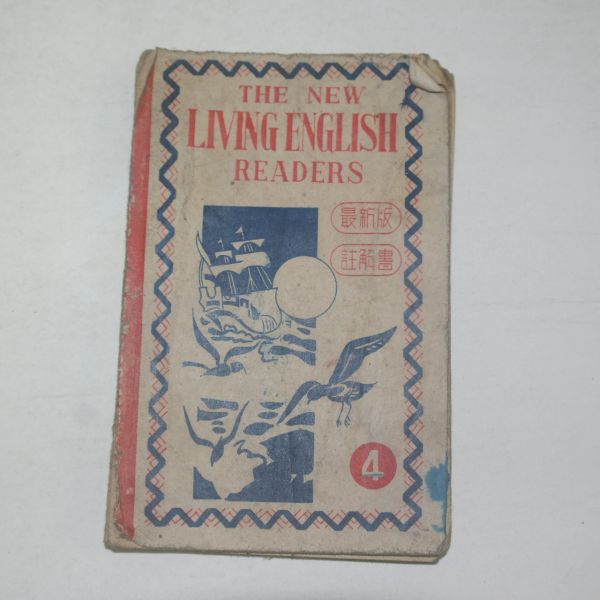 THE NEW
LIVING ENGLISH
READERS
最新版
註解書
4